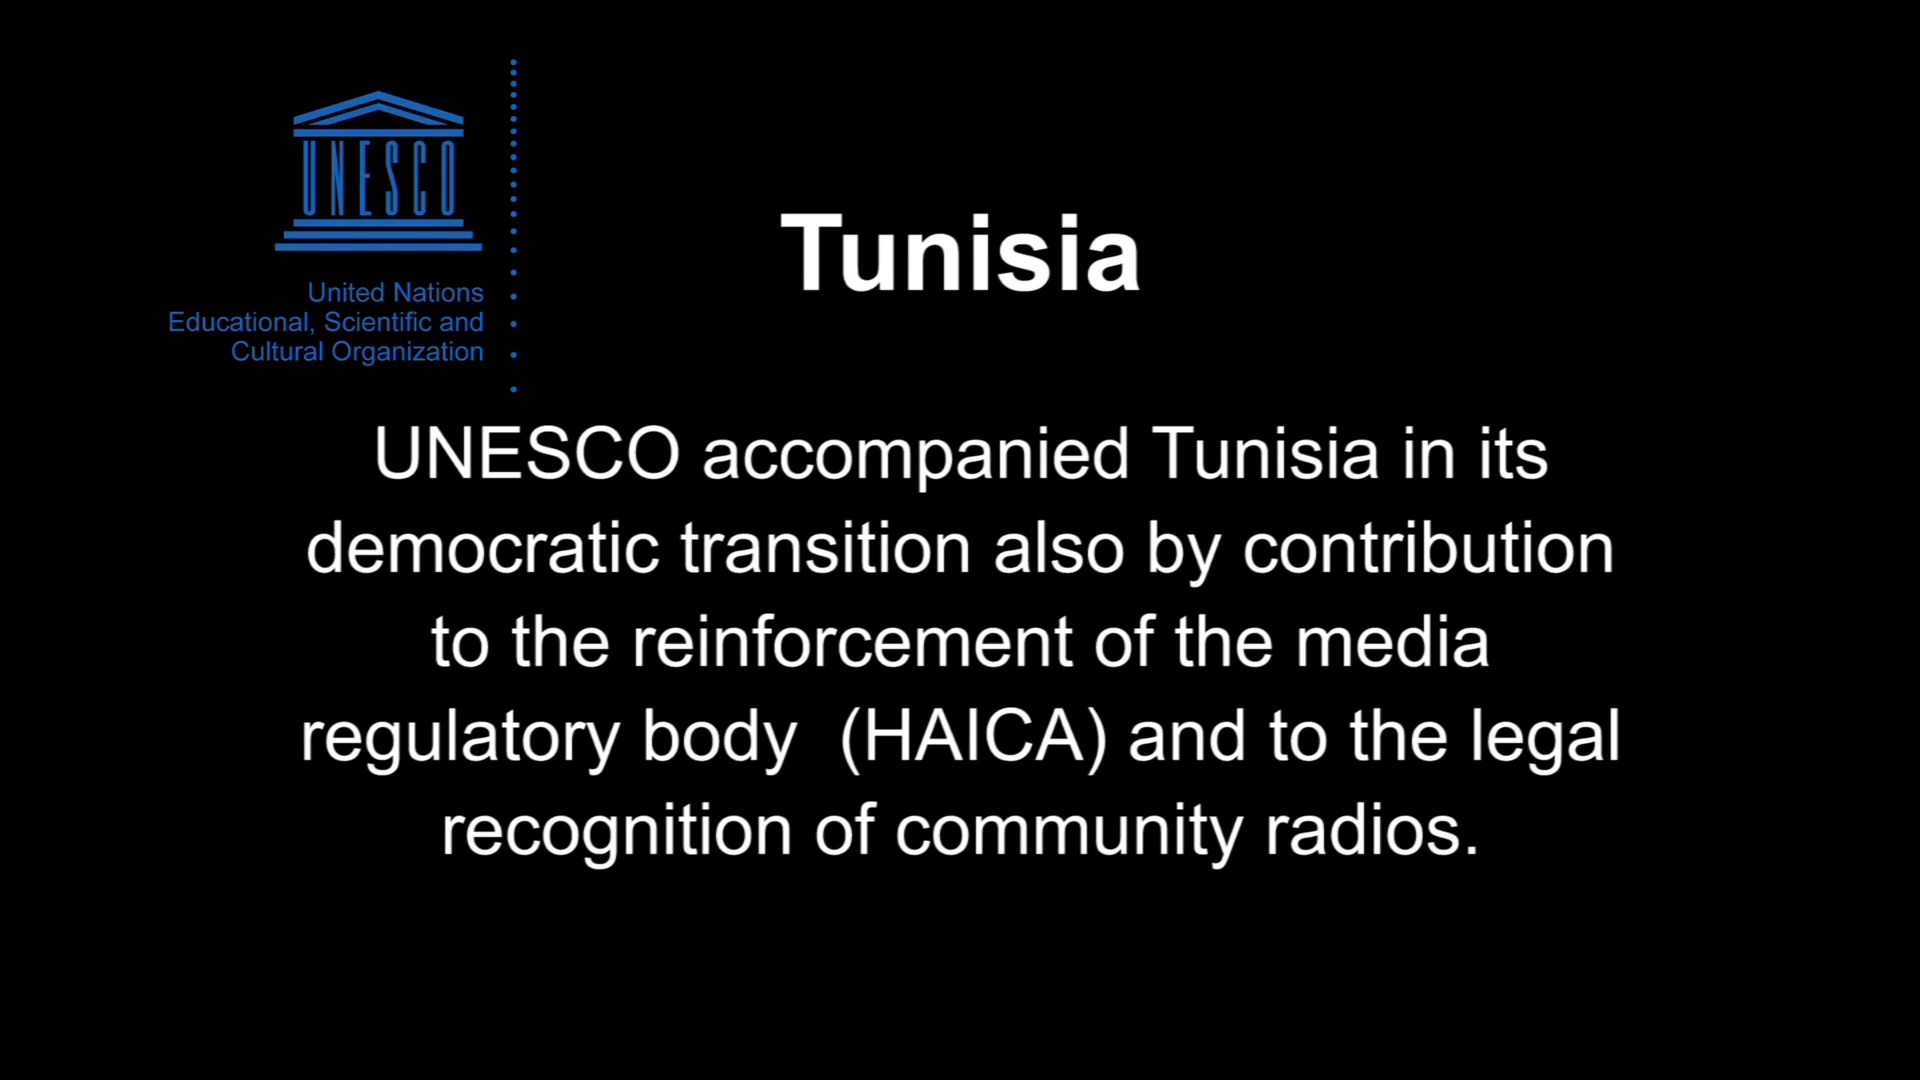 UNESCO
United Nations
Educational, Scientific and
Cultural Organization
Tunisia
UNESCO accompanied Tunisia in its
democratic transition also by contribution
to the reinforcement of the media
regulatory body  (HAICA) and to the legal
recognition of community radios.